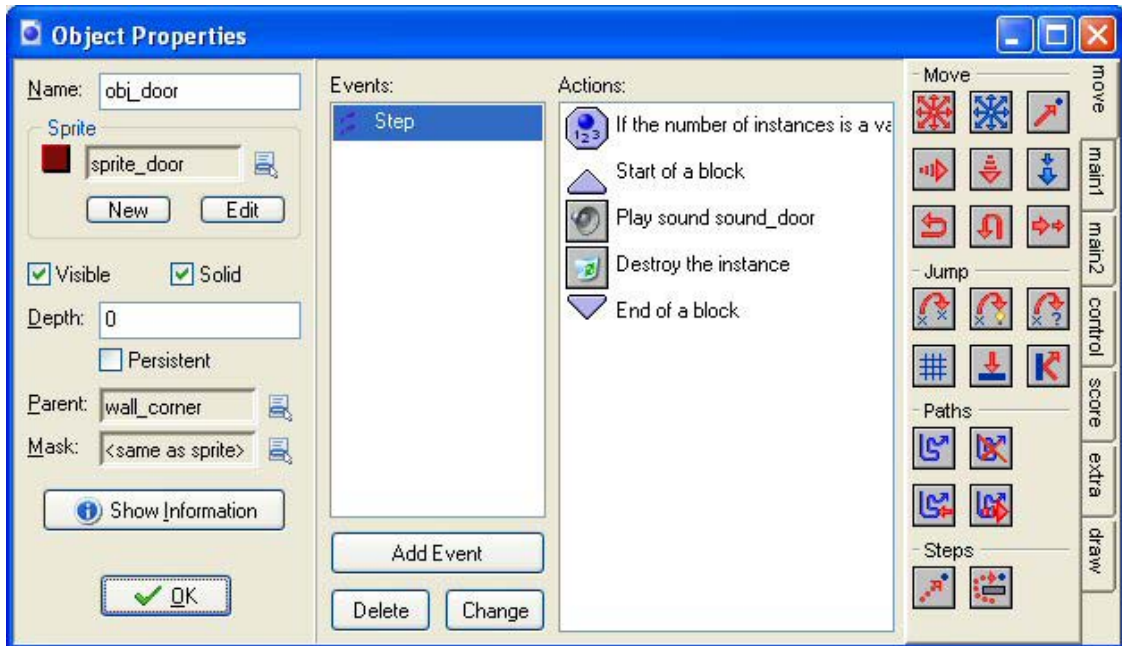 Object Properties
Name: obj_door
Sprite
sprite_door
New Edit
Visible Solid
Depth: 0
Persistent
Parent: wall_corner
Mask: <same as sprite>
Show Information
OK
Events:
Step
Add Event
Delete Change
Actions:
1 2 3
If the number of instances is a va
Start of a block
Play sound sound_door
Destroy the instance
End of a block
Move
Jump
Paths
Steps
move
main1
main2
control
score
extra
draw